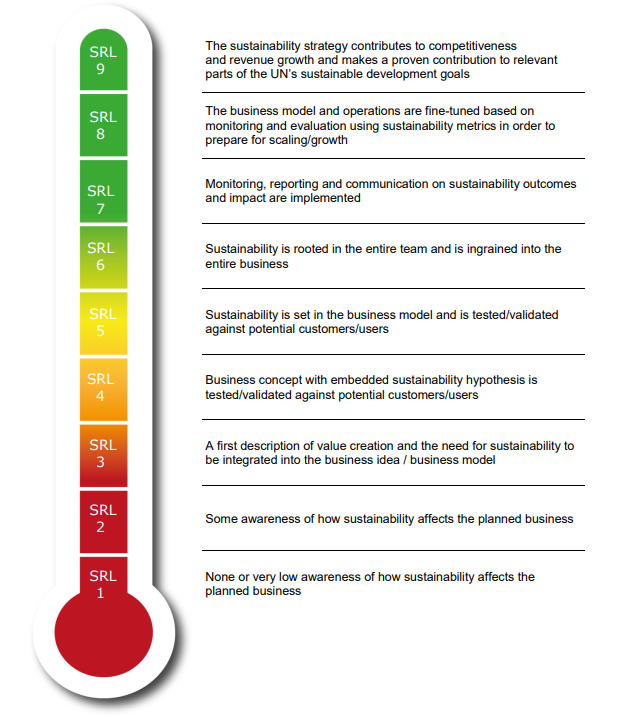 SRL
9
The sustainability strategy contributes to competitiveness
and revenue growth and makes a proven contribution to relevant
parts of the UN's sustainable development goals
SRL
8
The business model and operations are fine-tuned based on
monitoring and evaluation using sustainability metrics in order to
prepare for scaling/growth
SRL
7
Monitoring, reporting and communication on sustainability outcomes
and impact are implemented
SRL
6
Sustainability is rooted in the entire team and is ingrained into the
entire business
SRL
5
Sustainability is set in the business model and is tested/validated
against potential customers/users
SRL
4
Business concept with embedded sustainability hypothesis is
tested/validated against potential customers/users
SRL
3
A first description of value creation and the need for sustainability to
be integrated into the business idea / business model
SRL
2
Some awareness of how sustainability affects the planned business
SRL
1
None or very low awareness of how sustainability affects the
planned business